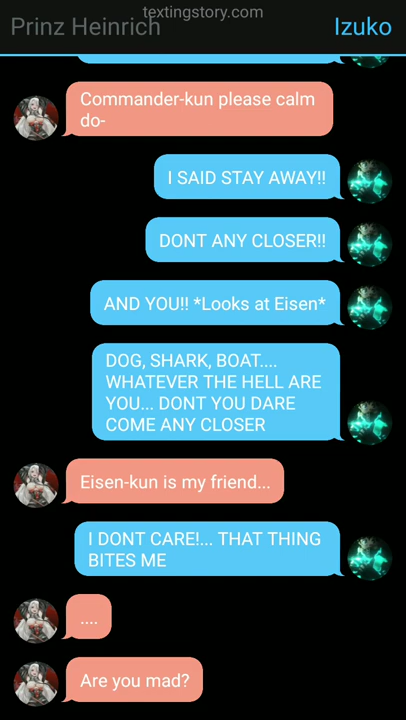 textingstory.com
Prinz Heinrich
Izuko
Commander-kun please calm
do-
I SAID STAY AWAY!!
DONT ANY CLOSER!!
AND YOU!! *Looks at Eisen*
DOG, SHARK, BOAT....
WHATEVER THE HELL ARE
YOU... DONT YOU DARE
COME ANY CLOSER
Eisen-kun is my friend...
I DONT CARE!... THAT THING
BITES ME
....
Are you mad?